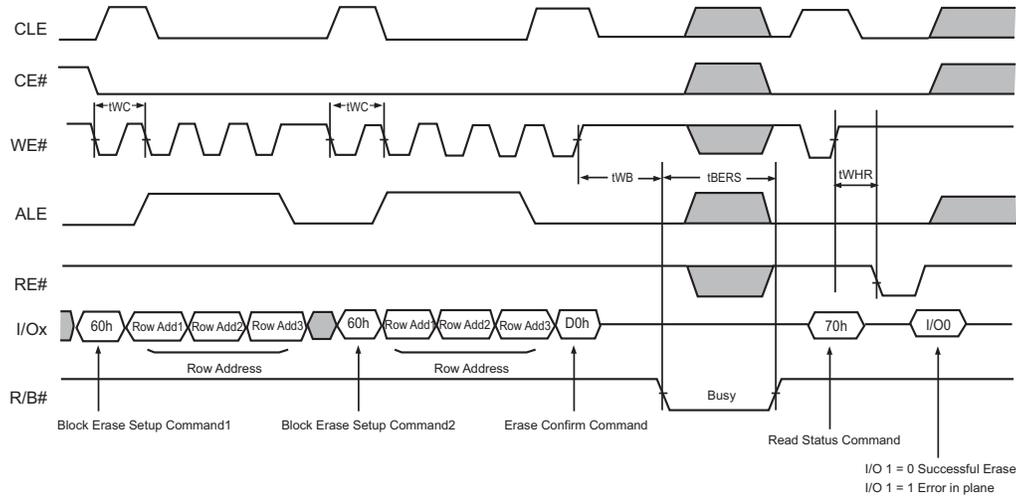 CLE
CE#
tWC
tWC
WE#
tWB
tBERS
tWHR
ALE
RE#
I/Ox
60h
Row Add1
Row Add2
Row Add3
60h
Row Add1
Row Add2
Row Add3
D0h
70h
I/O0
Row Address
Row Address
R/B#
Busy
Block Erase Setup Command1
Block Erase Setup Command2
Erase Confirm Command
Read Status Command
I/O 1 = 0 Successful Erase
I/O 1 = 1 Error in plane